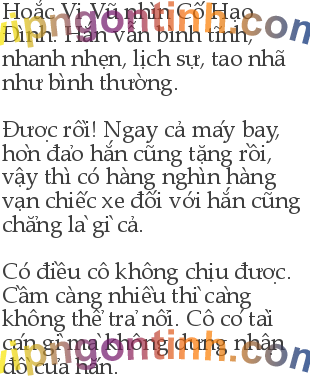 Hoắc Vi Vũ nhìn Cố Hạo
Đình. Hắn vẫn bình tĩnh,
nhanh nhẹn, lịch sự, tao nhã
như bình thường.
Được rồi! Ngay cả máy bay,
hơn đảo hắn cũng tặng rồi,
vậy thì có hàng nghìn hàng
vạn chiếc xe đối với hắn cũng
chẳng là gì cả.
Có điều cô không chịu được.
Cầm càng nhiều thì càng
không thể trả nổi. Cô có tài
cán gì mà không dưng nhận
đồ của hắn.
vipngontinh.com
vipngontinh.com